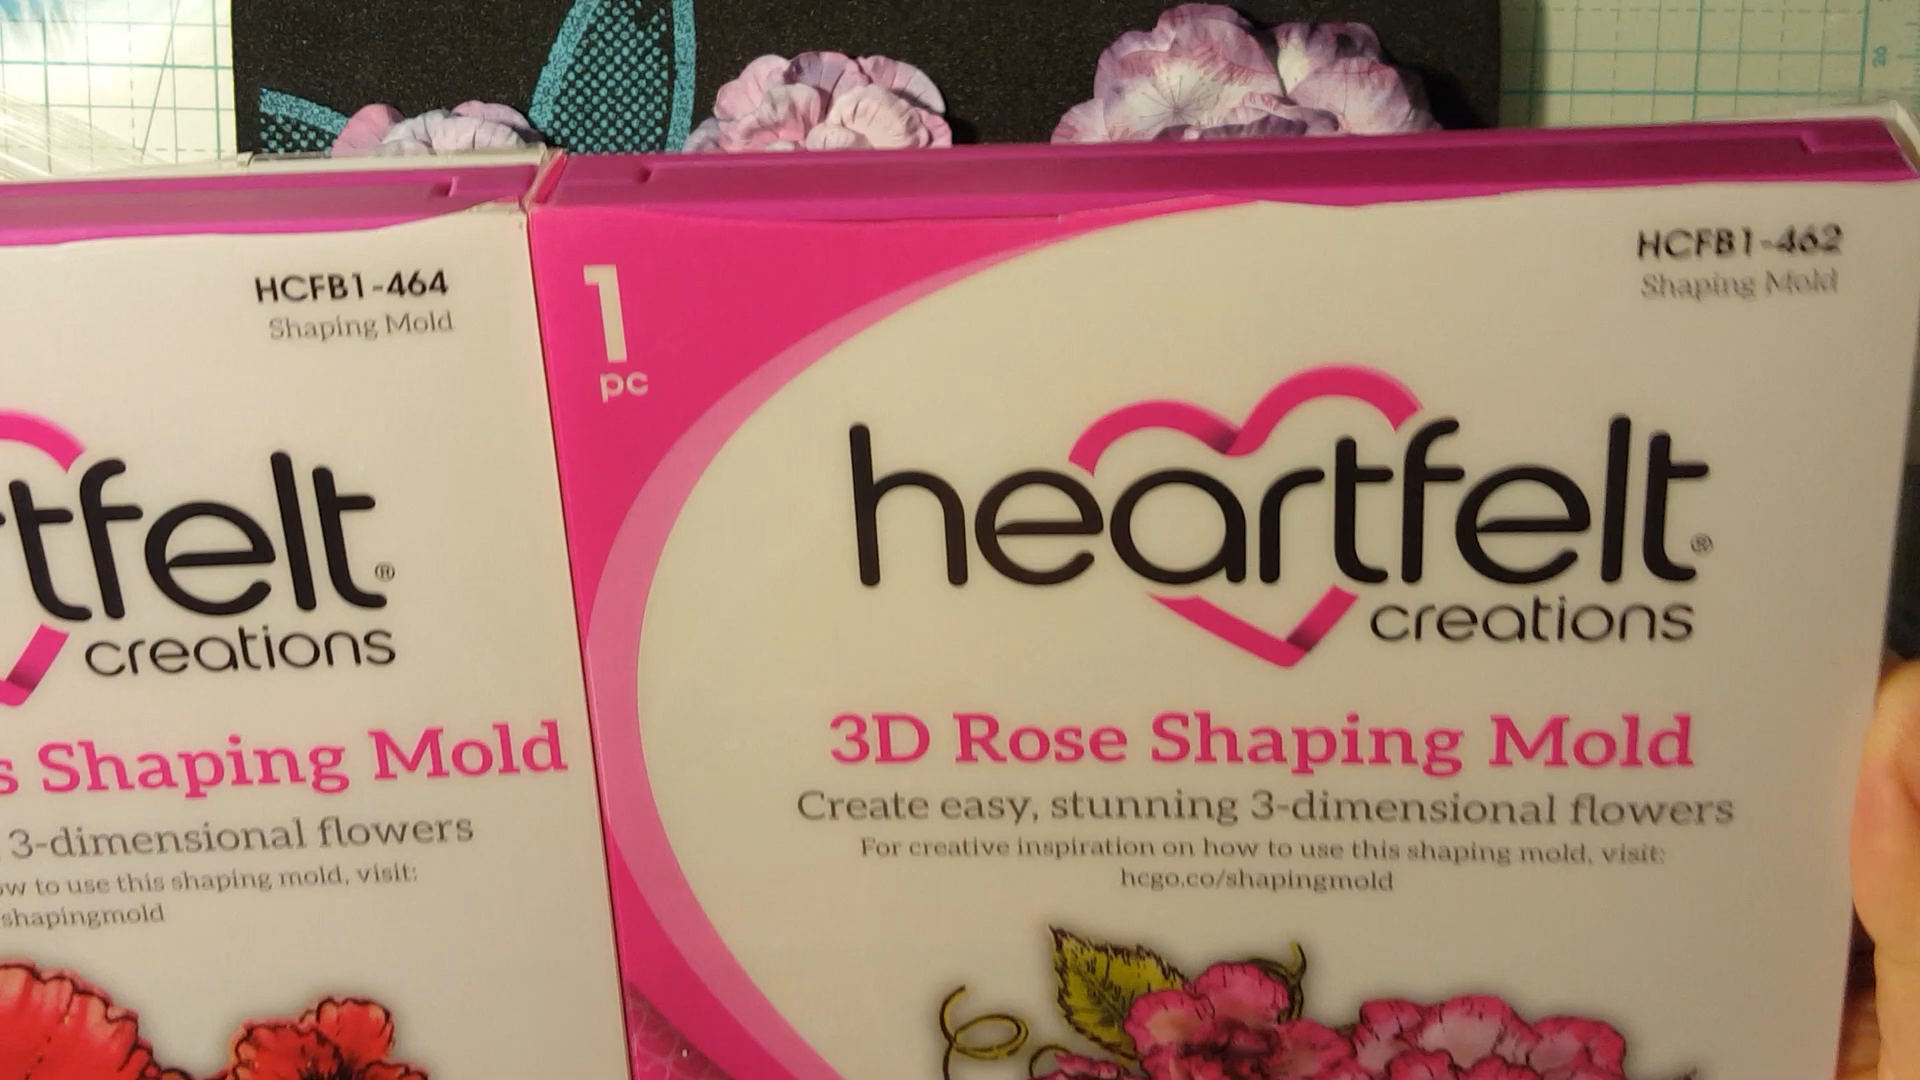 HCFB1-464
Shaping Mold
tfelt®
creations
s Shaping Mold
3-dimensional flowers
ow to use this shaping mold, visit:
shapingmold
1
pc
HCFB1-462
Shaping Mold
heartfelt®
creations
3D Rose Shaping Mold
Create easy, stunning 3-dimensional flowers
For creative inspiration on how to use this shaping mold, visit:
hcgo.co/shapingmold
26